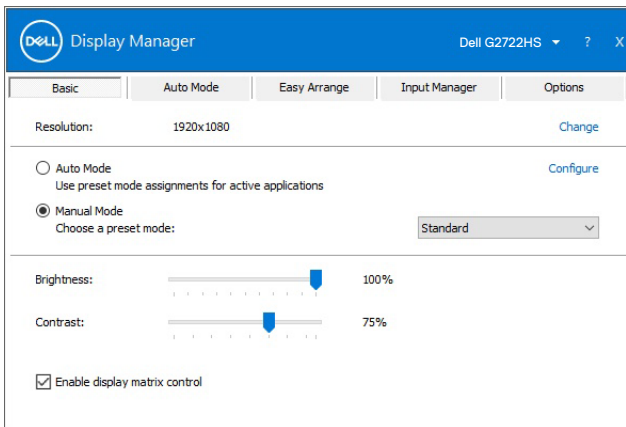 DELL Display Manager Dell G2722HS ? X
Basic Auto Mode Easy Arrange Input Manager Options
Resolution: 1920x1080 Change
Auto Mode Configure
Use preset mode assignments for active applications
Manual Mode
Choose a preset mode: Standard
Brightness: 100%
Contrast: 75%
Enable display matrix control